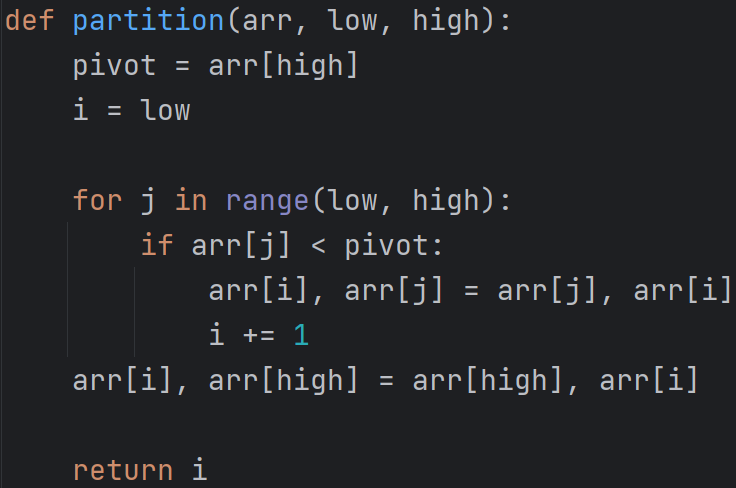 def partition(arr, low, high):
    pivot = arr[high]
    i = low
    for j in range(low, high):
        if arr[j] < pivot:
            arr[i], arr[j] = arr[j], arr[i]
            i += 1
    arr[i], arr[high] = arr[high], arr[i]
    return i